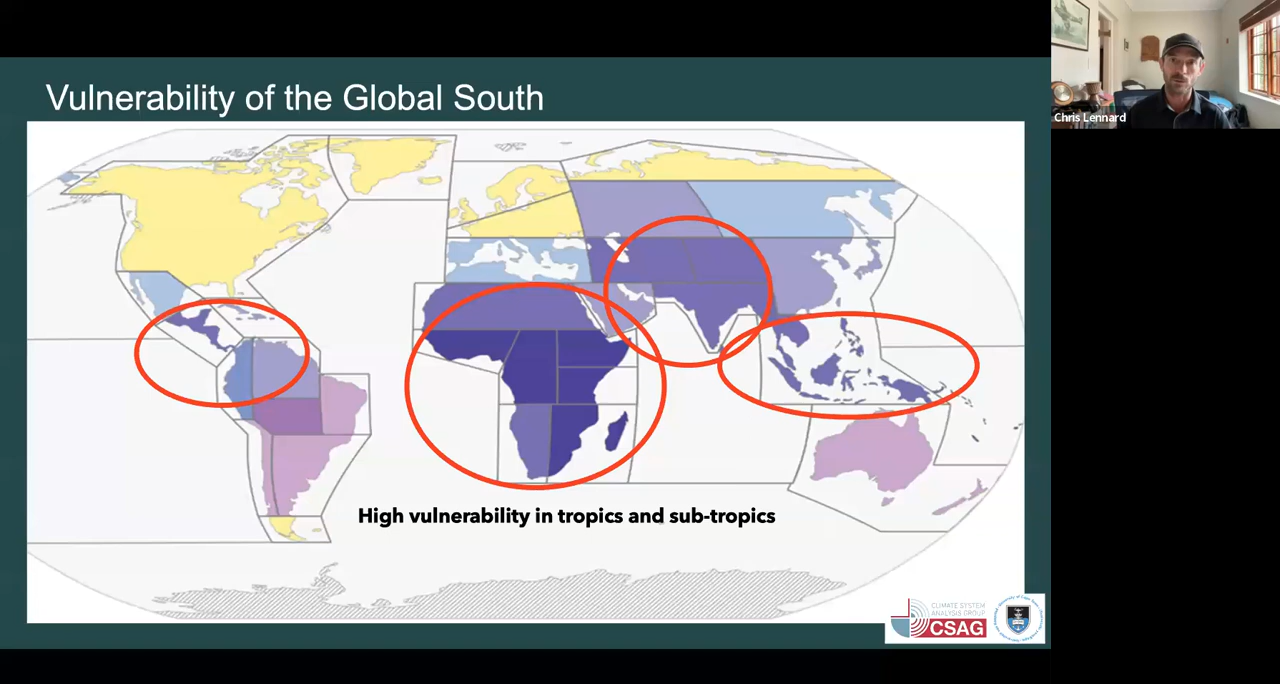 Vulnerability of the Global South
Chris Lennard
High vulnerability in tropics and sub-tropics
CLIMATE SYSTEM
ANALYSIS GROUP
CSAG